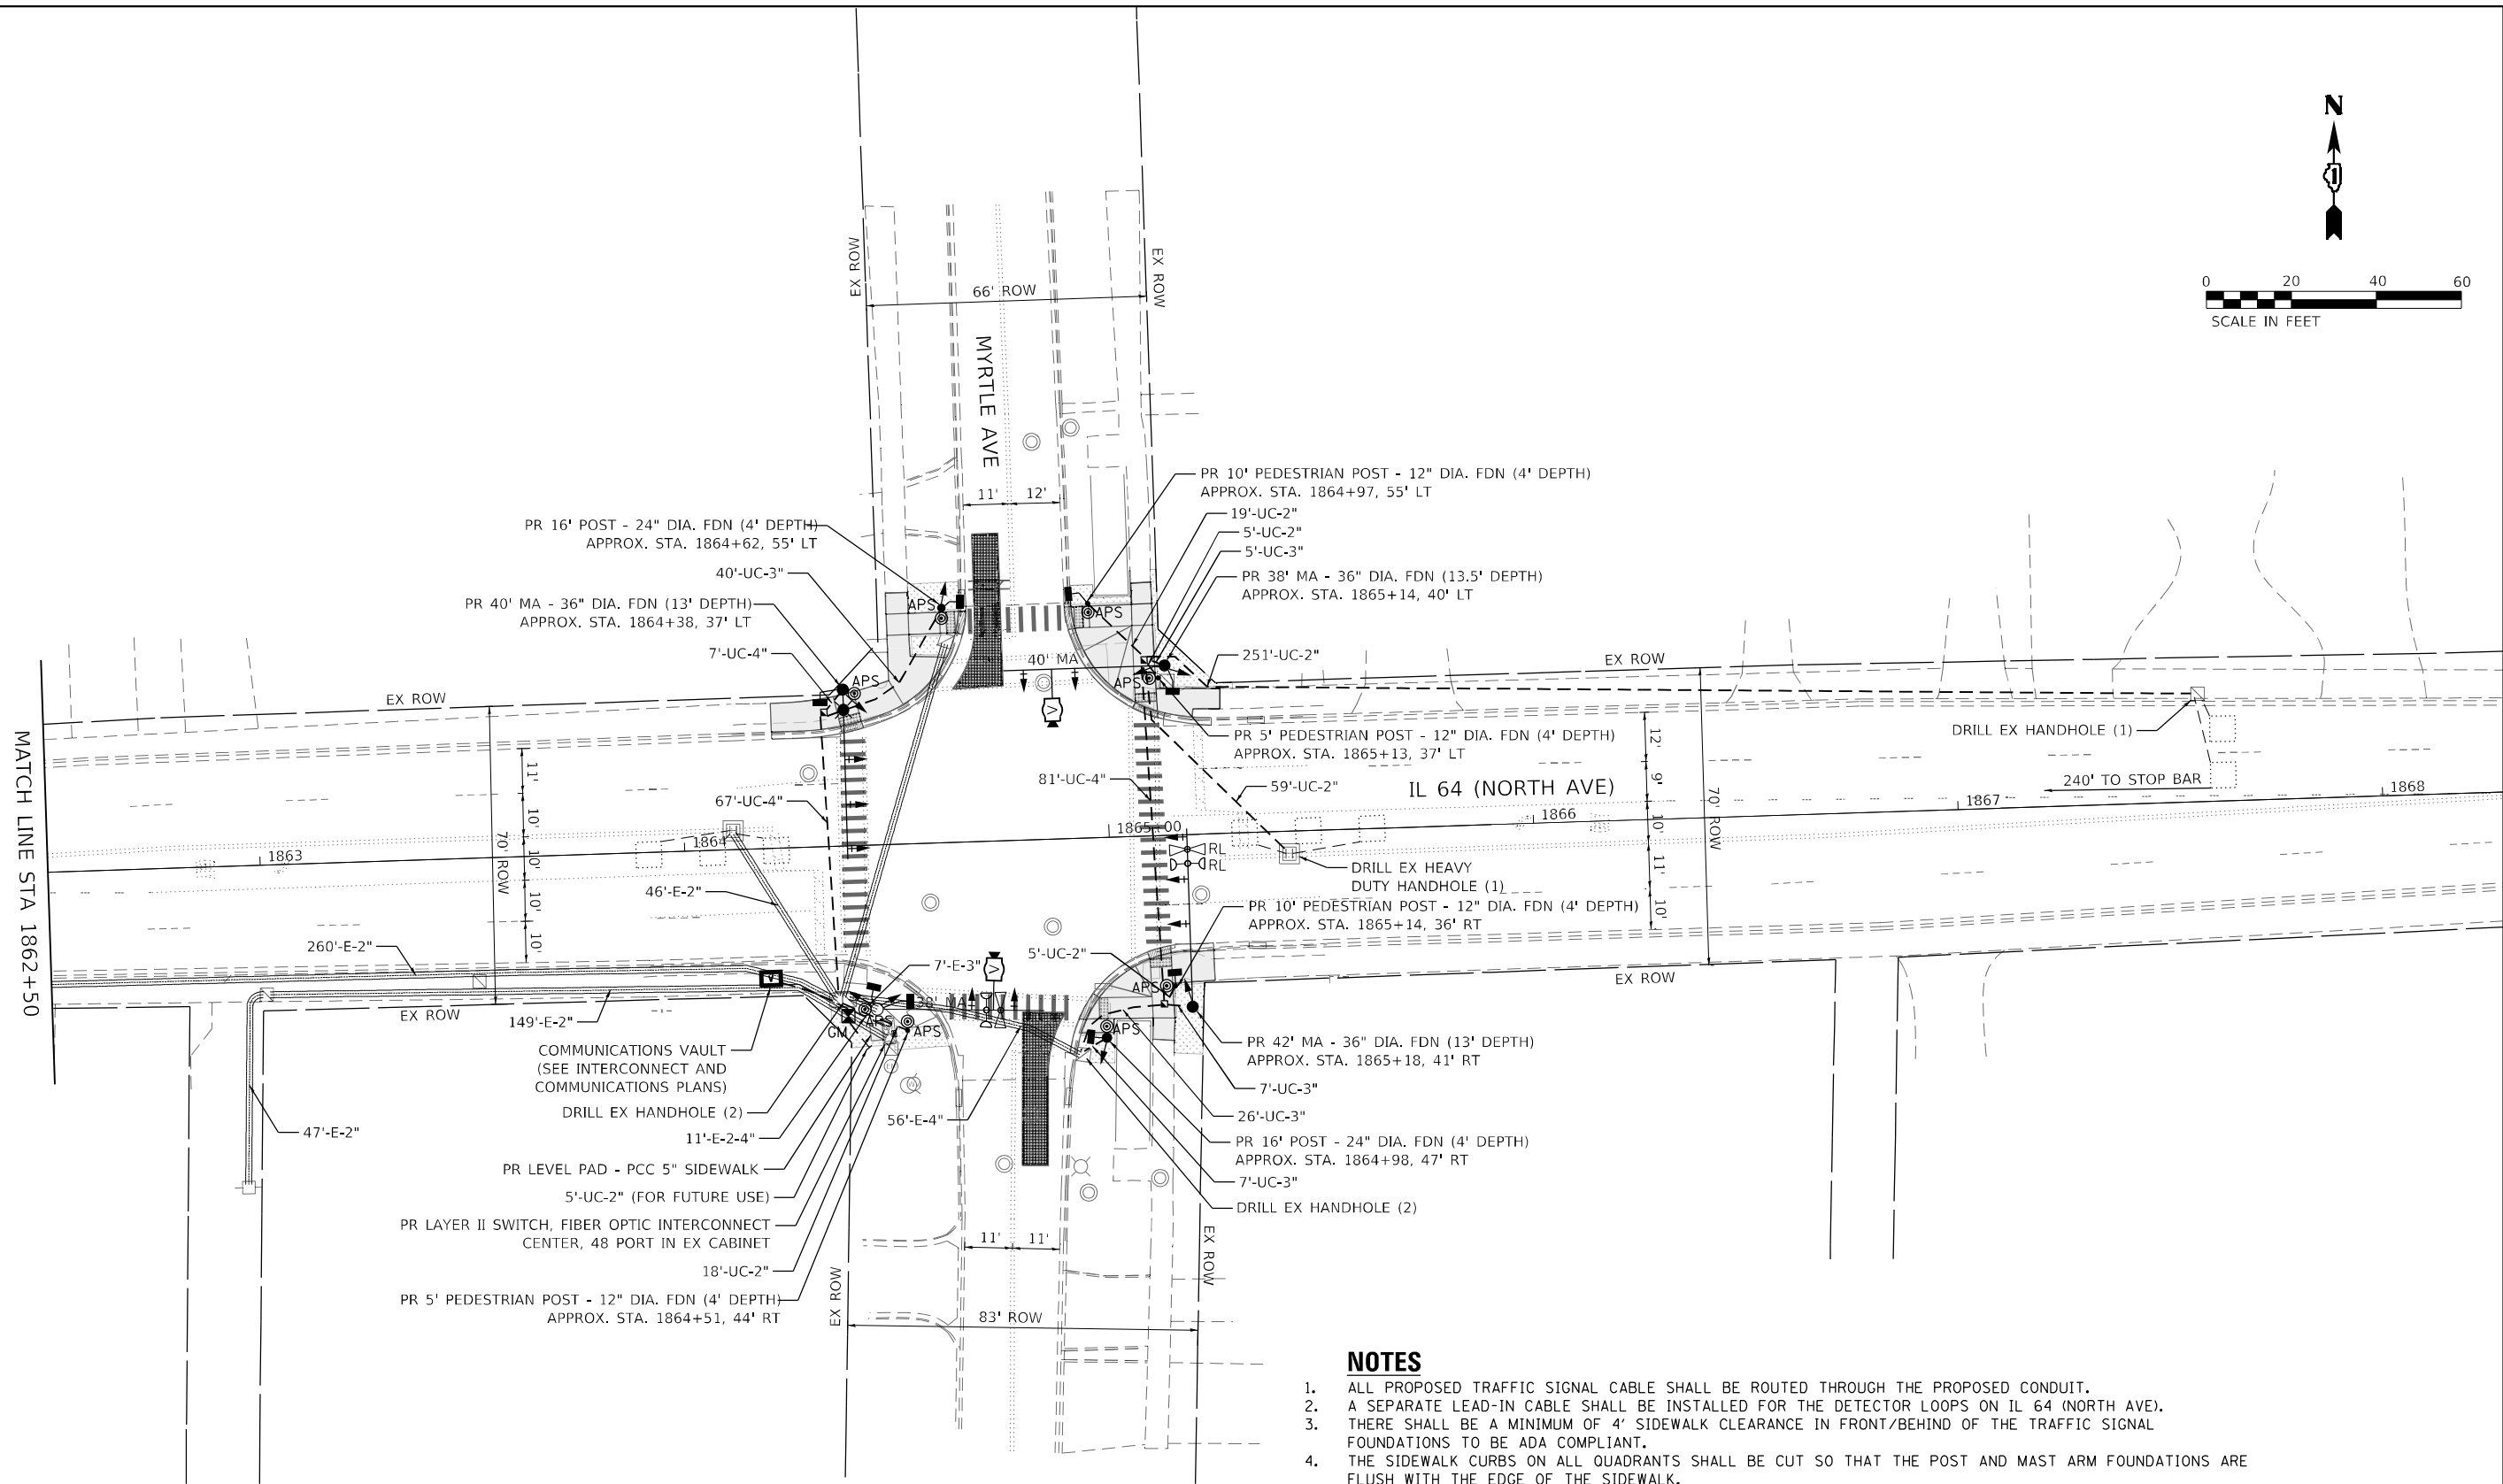 N
0 20 40 60
SCALE IN FEET
EX ROW
EX ROW
66' ROW
MYRTLE AVE
11' 12'
PR 10' PEDESTRIAN POST - 12" DIA. FDN (4' DEPTH)
APPROX. STA. 1864+97, 55' LT
19'-UC-2"
5'-UC-2"
5'-UC-3"
PR 38' MA - 36" DIA. FDN (13.5' DEPTH)
APPROX. STA. 1865+14, 40' LT
PR 16' POST - 24" DIA. FDN (4' DEPTH)
APPROX. STA. 1864+62, 55' LT
40'-UC-3"
PR 40' MA - 36" DIA. FDN (13' DEPTH)
APPROX. STA. 1864+38, 37' LT
7'-UC-4"
APS
APS
APS
APS
40' MA
V
251'-UC-2"
EX ROW
EX ROW
DRILL EX HANDHOLE (1)
PR 5' PEDESTRIAN POST - 12" DIA. FDN (4' DEPTH)
APPROX. STA. 1865+13, 37' LT
81'-UC-4"
59'-UC-2"
IL 64 (NORTH AVE)
240' TO STOP BAR
12'
9'
10'
11'
10'
70' ROW
67'-UC-4"
11'
10'
10'
10'
10'
70' ROW
MATCH LINE STA 1862+50
1863
1864
1865+00
1866
1867
1868
RL
RL
DRILL EX HEAVY
DUTY HANDHOLE (1)
46'-E-2"
PR 10' PEDESTRIAN POST - 12" DIA. FDN (4' DEPTH)
APPROX. STA. 1865+14, 36' RT
260'-E-2"
7'-E-3"
5'-UC-2"
V
38' MA
APS
APS
APS
APS
GM
EX ROW
EX ROW
149'-E-2"
COMMUNICATIONS VAULT
(SEE INTERCONNECT AND
COMMUNICATIONS PLANS)
DRILL EX HANDHOLE (2)
PR 42' MA - 36" DIA. FDN (13' DEPTH)
APPROX. STA. 1865+18, 41' RT
7'-UC-3"
26'-UC-3"
47'-E-2"
11'-E-2-4"
56'-E-4"
PR 16' POST - 24" DIA. FDN (4' DEPTH)
APPROX. STA. 1864+98, 47' RT
7'-UC-3"
DRILL EX HANDHOLE (2)
PR LEVEL PAD - PCC 5" SIDEWALK
5'-UC-2" (FOR FUTURE USE)
PR LAYER II SWITCH, FIBER OPTIC INTERCONNECT
CENTER, 48 PORT IN EX CABINET
18'-UC-2"
PR 5' PEDESTRIAN POST - 12" DIA. FDN (4' DEPTH)
APPROX. STA. 1864+51, 44' RT
11' 11'
EX ROW
EX ROW
83' ROW
NOTES
1. ALL PROPOSED TRAFFIC SIGNAL CABLE SHALL BE ROUTED THROUGH THE PROPOSED CONDUIT.
2. A SEPARATE LEAD-IN CABLE SHALL BE INSTALLED FOR THE DETECTOR LOOPS ON IL 64 (NORTH AVE).
3. THERE SHALL BE A MINIMUM OF 4' SIDEWALK CLEARANCE IN FRONT/BEHIND OF THE TRAFFIC SIGNAL
FOUNDATIONS TO BE ADA COMPLIANT.
4. THE SIDEWALK CURBS ON ALL QUADRANTS SHALL BE CUT SO THAT THE POST AND MAST ARM FOUNDATIONS ARE
FLUSH WITH THE EDGE OF THE SIDEWALK.